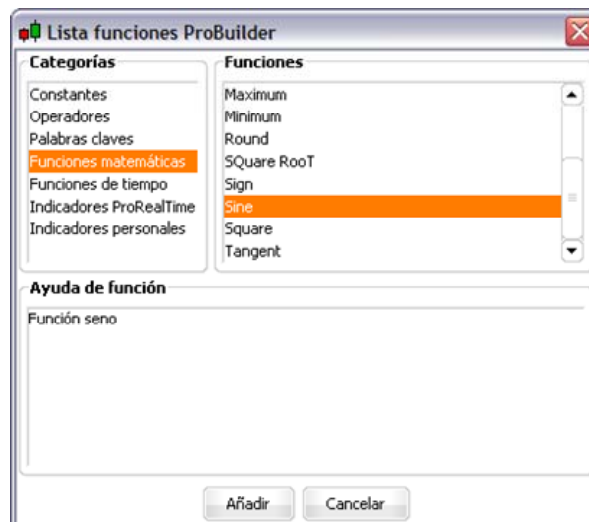 Lista funciones ProBuilder
Categorías
Constantes
Operadores
Palabras claves
Funciones matemáticas
Funciones de tiempo
Indicadores ProRealTime
Indicadores personales
Funciones
Maximum
Minimum
Round
SQuare RooT
Sign
Sine
Square
Tangent
Ayuda de función
Función seno
Añadir
Cancelar